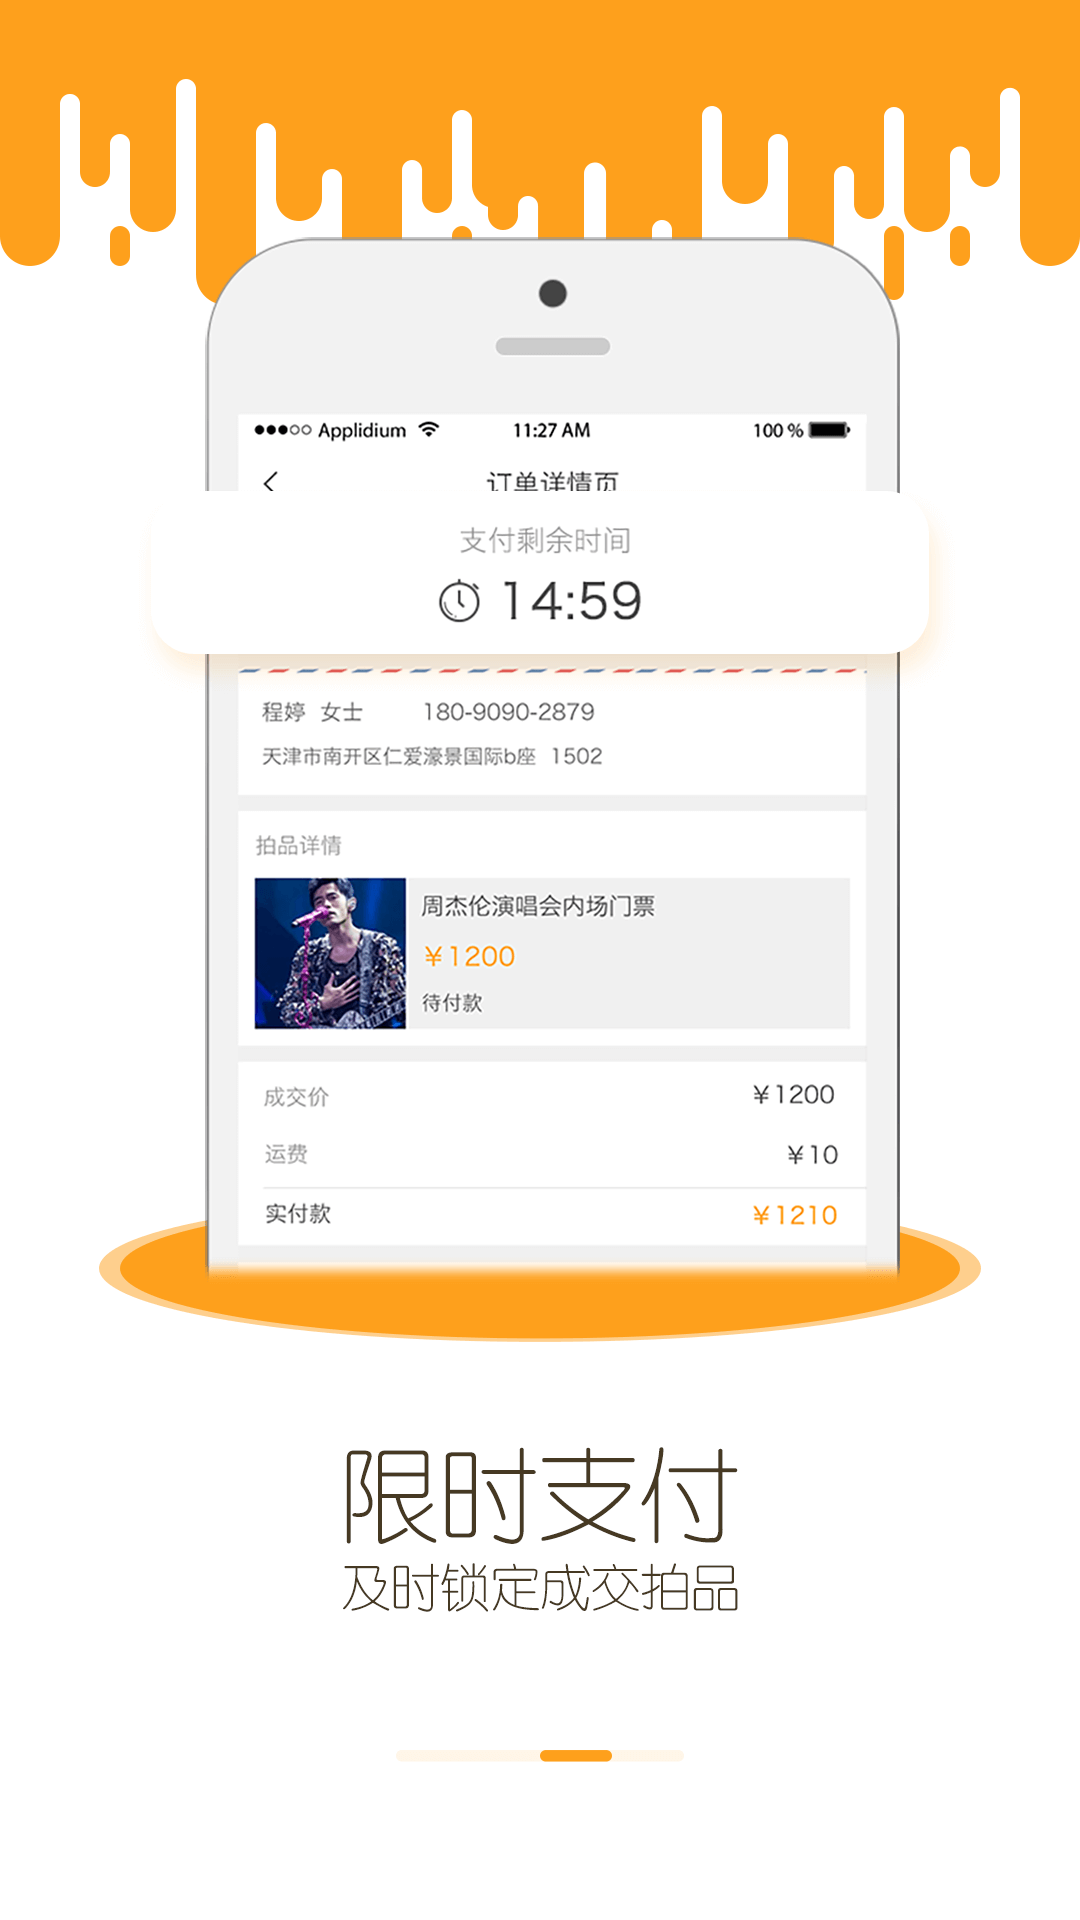 Applidium 11:27 AM 100 %
订单详情页
支付剩余时间
14:59
程婷 女士 180-9090-2879
天津市南开区仁爱濠景国际b座 1502
拍品详情
周杰伦演唱会内场门票
¥1200
待付款
成交价 ¥1200
运费 ¥10
实付款 ¥1210
限时支付
及时锁定成交拍品